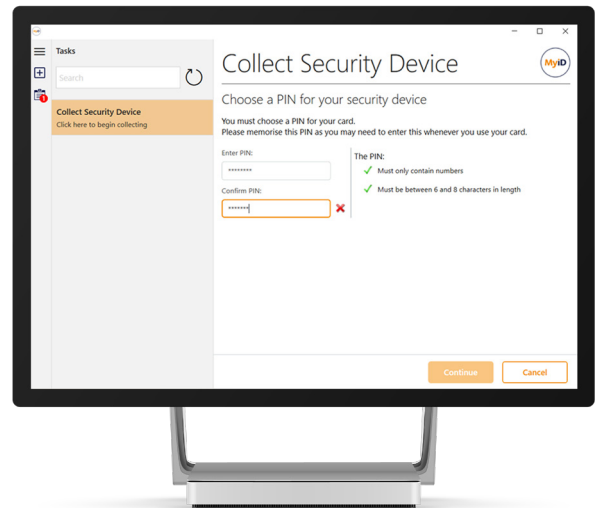 Tasks
Search
Collect Security Device
Click here to begin collecting
1
Collect Security Device
MyiD
Choose a PIN for your security device
You must choose a PIN for your card.
Please memorise this PIN as you may need to enter this whenever you use your card.
Enter PIN:
********
Confirm PIN:
*******
The PIN:
Must only contain numbers
Must be between 6 and 8 characters in length
Continue
Cancel